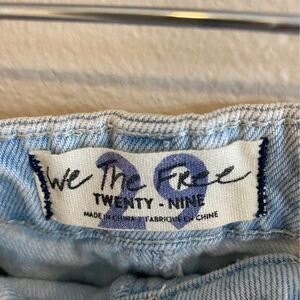 We The Free
29
TWENTY - NINE
MADE IN CHINA / FABRIQUÉ EN CHINE